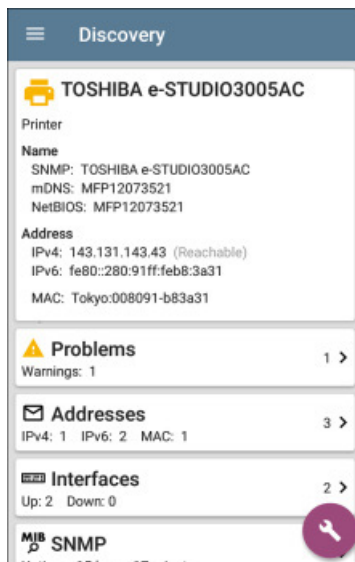 Discovery
TOSHIBA e-STUDIO3005AC
Printer
Name
SNMP: TOSHIBA e-STUDIO3005AC
mDNS: MFP12073521
NetBIOS: MFP12073521
Address
IPv4: 143.131.143.43 (Reachable)
IPv6: fe80::280:91ff:feb8:3a31
MAC: Tokyo:008091-b83a31
Problems
1
Warnings: 1
Addresses
3
IPv4: 1 IPv6: 2 MAC: 1
Interfaces
2
Up: 2 Down: 0
MIB
SNMP